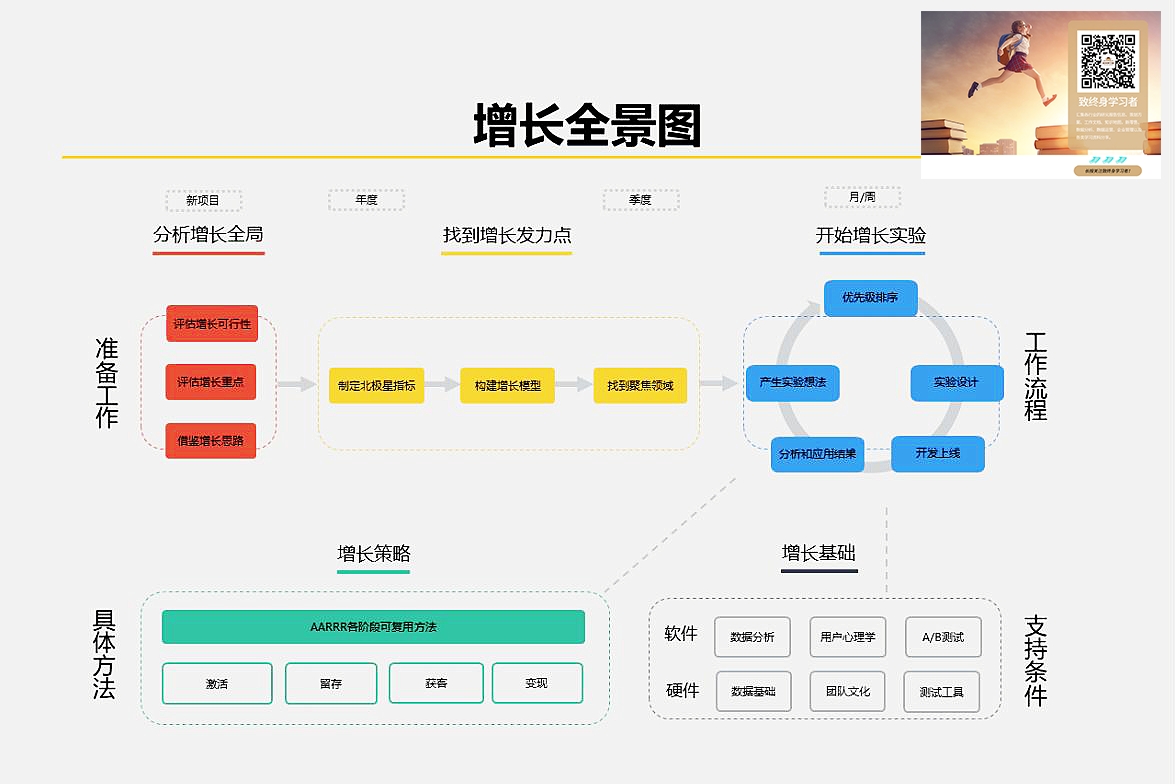 致终身学习者
长按关注致终身学习者!
增长全景图
新项目
年度
季度
月/周
分析增长全局
找到增长发力点
开始增长实验
准备工作
评估增长可行性
评估增长重点
借鉴增长思路
制定北极星指标
构建增长模型
找到聚焦领域
优先级排序
产生实验想法
实验设计
分析和应用结果
开发上线
工作流程
增长策略
增长基础
具体方法
AARRR各阶段可复用方法
激活
留存
获客
变现
软件
数据分析
用户心理学
A/B测试
硬件
数据基础
团队文化
测试工具
支持条件